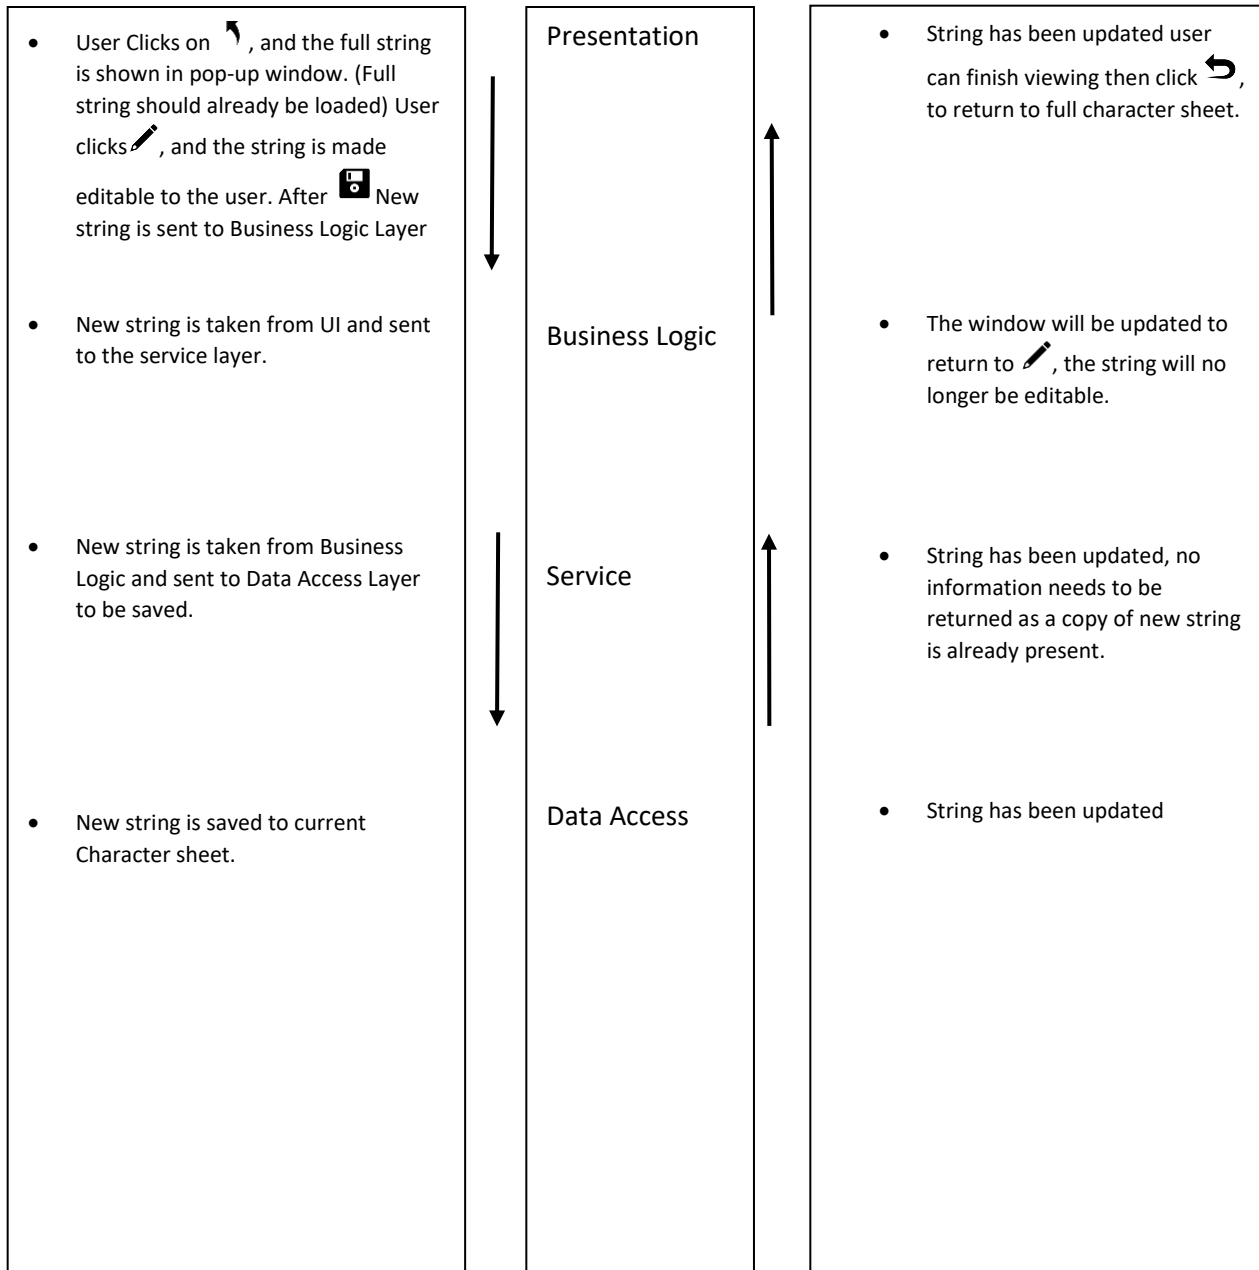 • User Clicks on , and the full string
is shown in pop-up window. (Full
string should already be loaded) User
clicks , and the string is made
editable to the user. After New
string is sent to Business Logic Layer
• New string is taken from UI and sent
to the service layer.
• New string is taken from Business
Logic and sent to Data Access Layer
to be saved.
• New string is saved to current
Character sheet.
Presentation
Business Logic
Service
Data Access
• String has been updated user
can finish viewing then click ,
to return to full character sheet.
• The window will be updated to
return to , the string will no
longer be editable.
• String has been updated, no
information needs to be
returned as a copy of new string
is already present.
• String has been updated